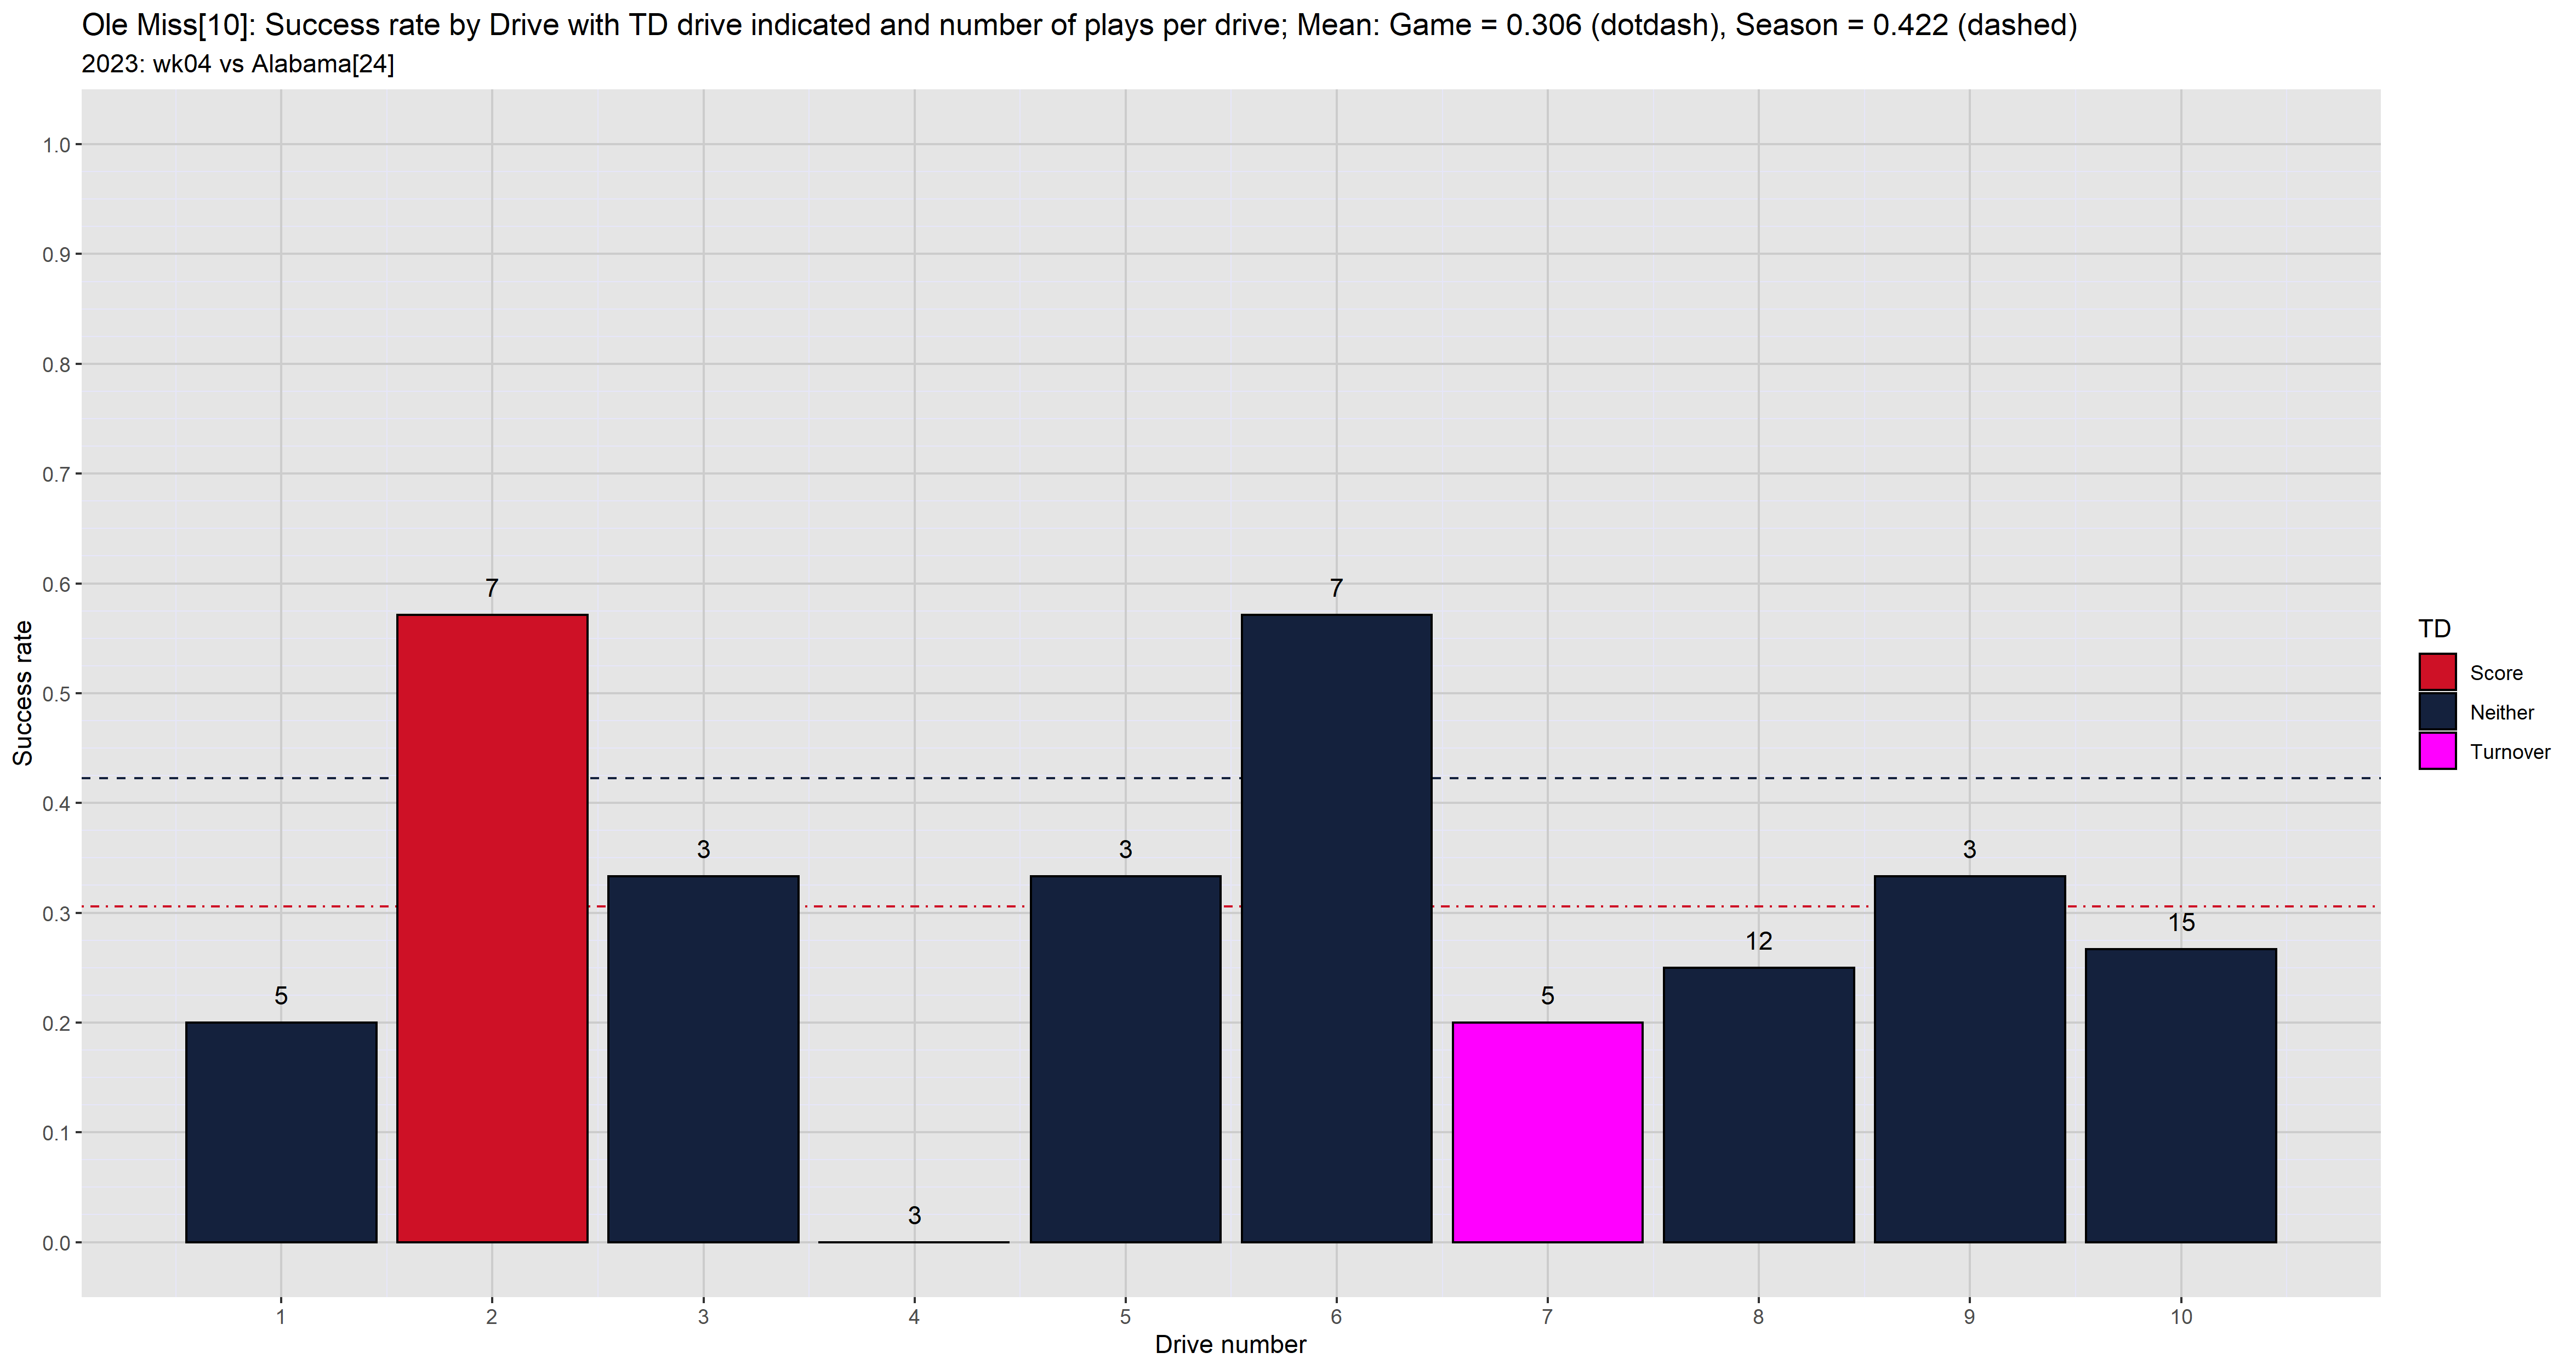 Ole Miss[10]: Success rate by Drive with TD drive indicated and number of plays per drive; Mean: Game = 0.306 (dotdash), Season = 0.422 (dashed)
2023: wk04 vs Alabama[24]
1.0
0.9
0.8
0.7
0.6
0.5
0.4
0.3
0.2
0.1
0.0
Success rate
5
7
3
3
3
7
5
12
3
15
1 2 3 4 5 6 7 8 9 10
Drive number
TD
Score
Neither
Turnover